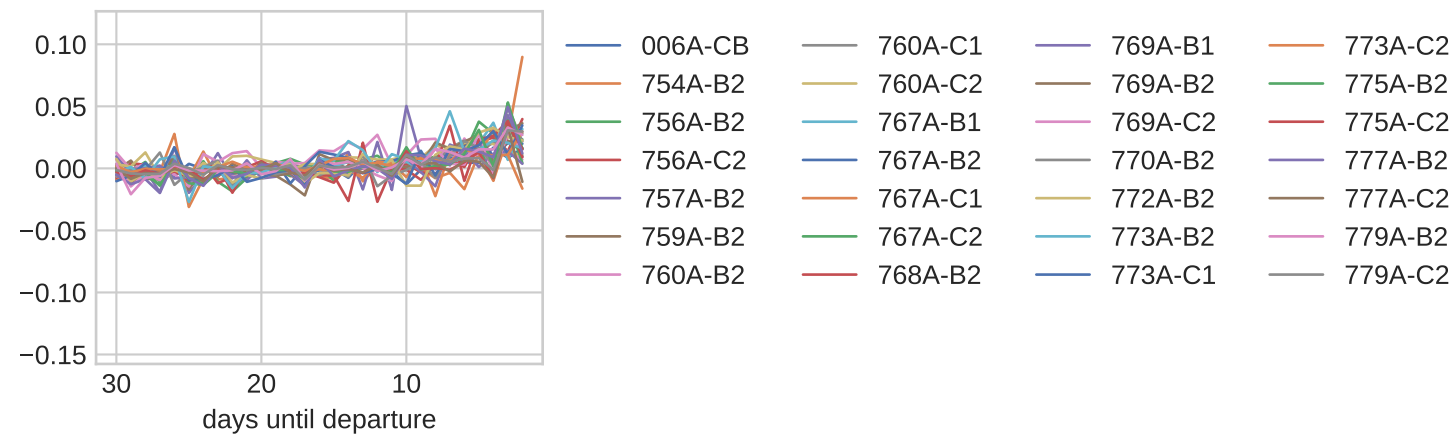 0.10
0.05
0.00
−0.05
−0.10
−0.15
30 20 10
days until departure
006A-CB 760A-C1 769A-B1 773A-C2
754A-B2 760A-C2 769A-B2 775A-B2
756A-B2 767A-B1 769A-C2 775A-C2
756A-C2 767A-B2 770A-B2 777A-B2
757A-B2 767A-C1 772A-B2 777A-C2
759A-B2 767A-C2 773A-B2 779A-B2
760A-B2 768A-B2 773A-C1 779A-C2